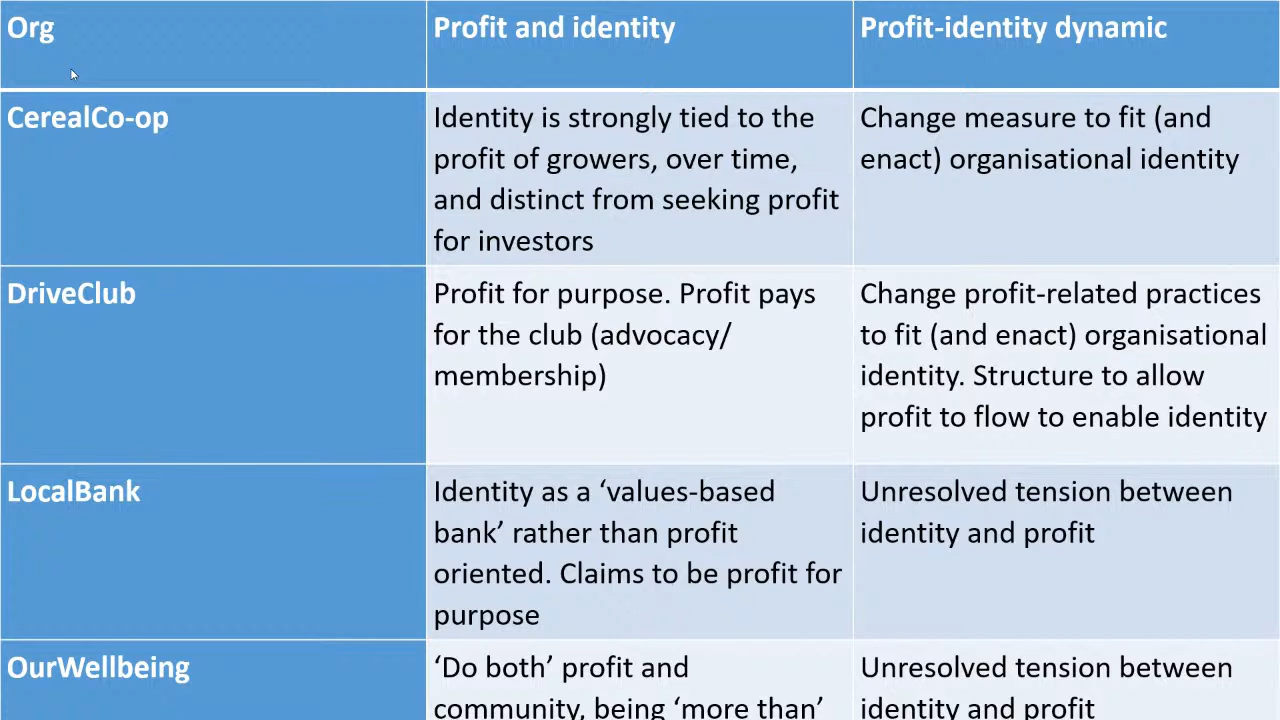 Org
Profit and identity
Profit-identity dynamic
CerealCo-op
Identity is strongly tied to the
profit of growers, over time,
and distinct from seeking profit
for investors
Change measure to fit (and
enact) organisational identity
DriveClub
Profit for purpose. Profit pays
for the club (advocacy/
membership)
Change profit-related practices
to fit (and enact) organisational
identity. Structure to allow
profit to flow to enable identity
LocalBank
Identity as a ‘values-based
bank’ rather than profit
oriented. Claims to be profit for
purpose
Unresolved tension between
identity and profit
OurWellbeing
‘Do both’ profit and
community, being ‘more than’
Unresolved tension between
identity and profit